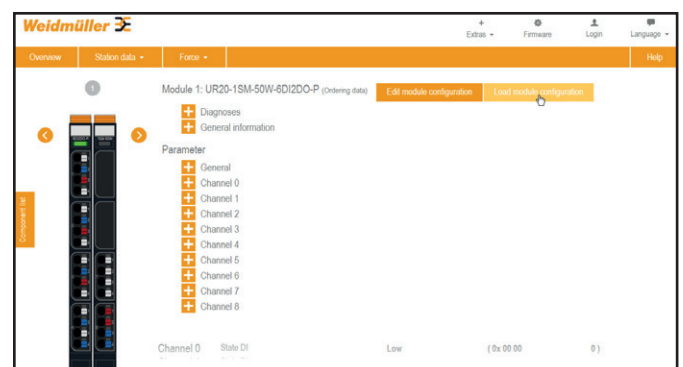 Weidmüller
+
Extras
Firmware
Login
Language
Overview
Station data
Force
Help
1
Module 1: UR20-1SM-50W-6DI2DO-P (Ordering data)
Edit module configuration
Load module configuration
+ Diagnoses
+ General information
Parameter
+ General
+ Channel 0
+ Channel 1
+ Channel 2
+ Channel 3
+ Channel 4
+ Channel 5
+ Channel 6
+ Channel 7
+ Channel 8
Component list
Channel 0 State DI Low ( 0x 00 00 0 )